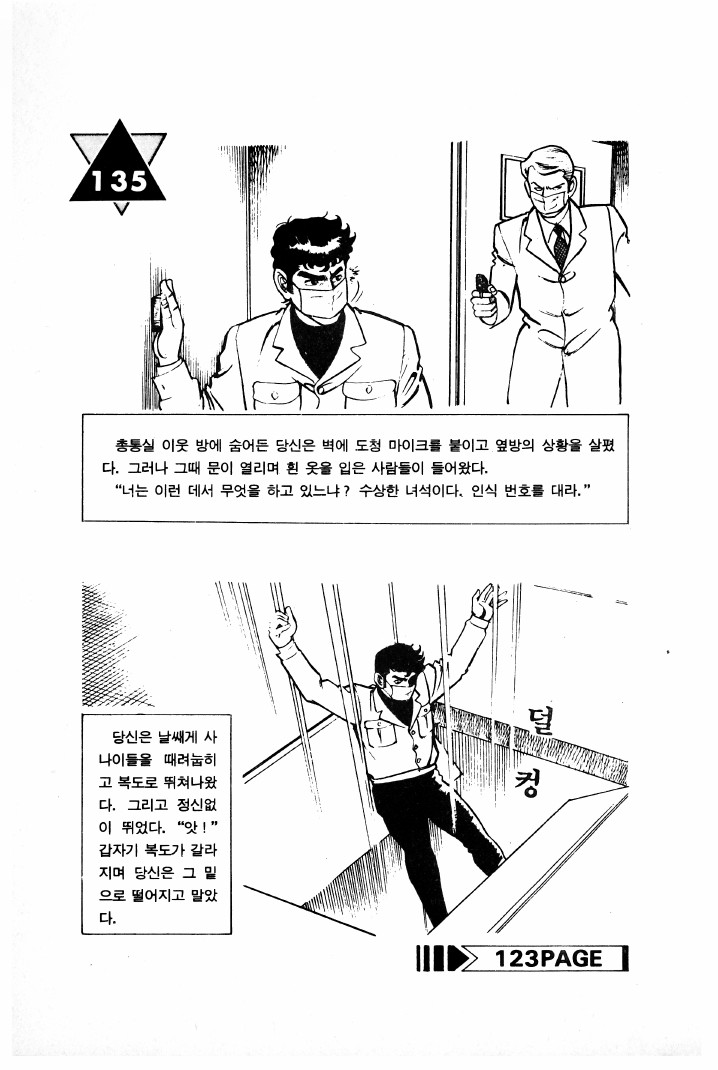 135
총통실 이웃 방에 숨어든 당신은 벽에 도청 마이크를 붙이고 옆방의 상황을 살폈
다. 그러나 그때 문이 열리며 흰 옷을 입은 사람들이 들어왔다.
“너는 이런 데서 무엇을 하고 있느냐? 수상한 녀석이다. 인식 번호를 대라.”
덜
컹
당신은 날쌔게 사
나이들을 때려눕히
고 복도로 뛰쳐나왔
다. 그리고 정신없
이 뛰었다. “앗!”
갑자기 복도가 갈라
지며 당신은 그 밑
으로 떨어지고 말았
다.
123PAGE